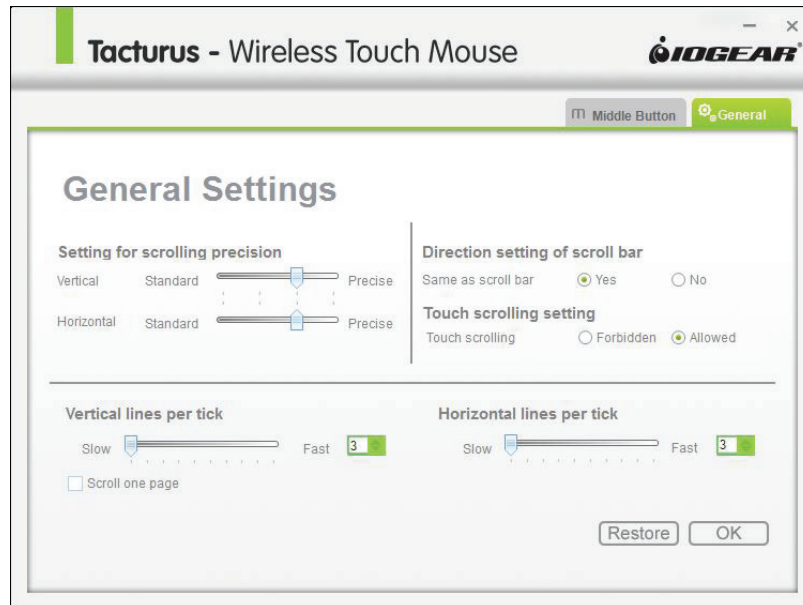 Tacturus - Wireless Touch Mouse
IOGEAR
m Middle Button
General
General Settings
Setting for scrolling precision
Vertical Standard Precise
Horizontal Standard Precise
Direction setting of scroll bar
Same as scroll bar Yes No
Touch scrolling setting
Touch scrolling Forbidden Allowed
Vertical lines per tick
Slow Fast 3
Scroll one page
Horizontal lines per tick
Slow Fast 3
Restore OK